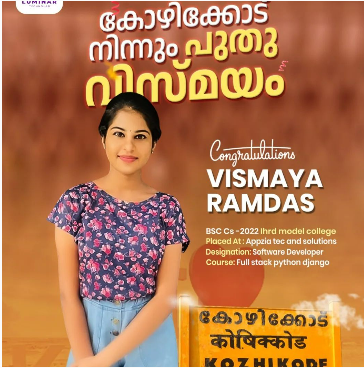 LUMINAR
കോഴിക്കോട്
നിന്നും പുതു
വിസ്മയം
Congratulations
VISMAYA
RAMDAS
BSC Cs -2022 Ihrd model college
Placed At : Appzia tec and solutions
Designation: Software Developer
Course: Full stack python django
കോഴിക്കോട
कोषिक्कोड
KOZHIKODE